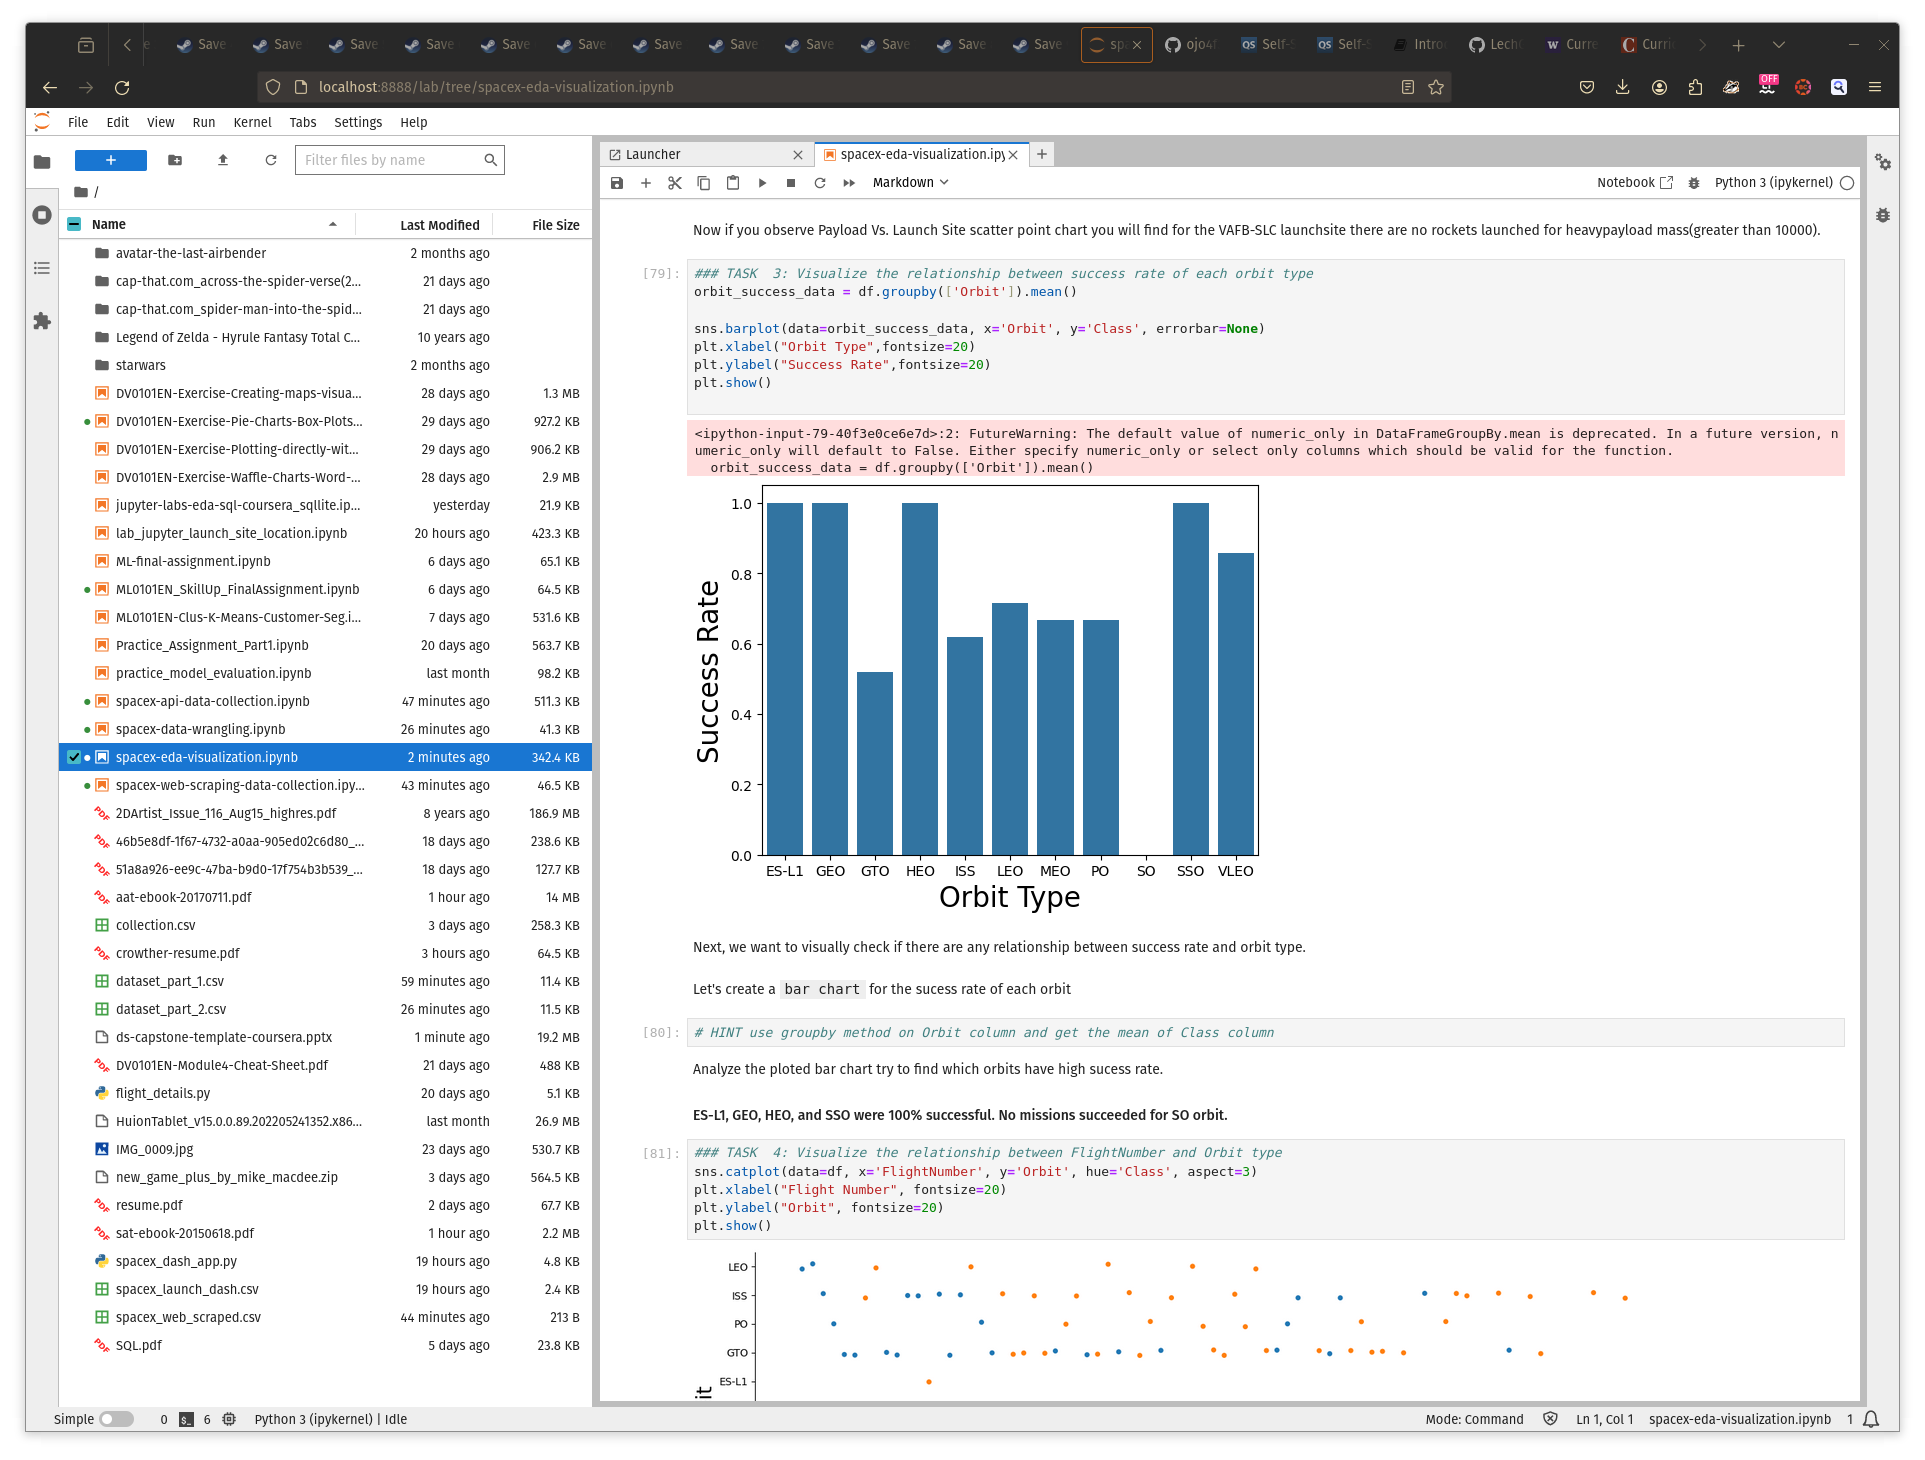 Save
Save
Save
Save
Save
Save
Save
Save
Save
Save
Save
Save
spa
ojo4f
Self-S
Self-S
Intro
Lech
Curre
Curri
localhost:8888/lab/tree/spacex-eda-visualization.ipynb
OFF
File Edit View Run Kernel Tabs Settings Help
+
Filter files by name
/
Name Last Modified File Size
avatar-the-last-airbender 2 months ago
cap-that.com_across-the-spider-verse(2... 21 days ago
cap-that.com_spider-man-into-the-spid... 21 days ago
Legend of Zelda - Hyrule Fantasy Total C... 10 years ago
starwars 2 months ago
DV0101EN-Exercise-Creating-maps-visua... 28 days ago 1.3 MB
DV0101EN-Exercise-Pie-Charts-Box-Plots... 29 days ago 927.2 KB
DV0101EN-Exercise-Plotting-directly-wit... 29 days ago 906.2 KB
DV0101EN-Exercise-Waffle-Charts-Word-... 28 days ago 2.9 MB
jupyter-labs-eda-sql-coursera_sqllite.ip... yesterday 21.9 KB
lab_jupyter_launch_site_location.ipynb 20 hours ago 423.3 KB
ML-final-assignment.ipynb 6 days ago 65.1 KB
ML0101EN_SkillUp_FinalAssignment.ipynb 6 days ago 64.5 KB
ML0101EN-Clus-K-Means-Customer-Seg.i... 7 days ago 531.6 KB
Practice_Assignment_Part1.ipynb 20 days ago 563.7 KB
practice_model_evaluation.ipynb last month 98.2 KB
spacex-api-data-collection.ipynb 47 minutes ago 511.3 KB
spacex-data-wrangling.ipynb 26 minutes ago 41.3 KB
spacex-eda-visualization.ipynb 2 minutes ago 342.4 KB
spacex-web-scraping-data-collection.ipy... 43 minutes ago 46.5 KB
2DArtist_Issue_116_Aug15_highres.pdf 8 years ago 186.9 MB
46b5e8df-1f67-4732-a0aa-905ed02c6d80_... 18 days ago 238.6 KB
51a8a926-ee9c-47ba-b9d0-17f754b3b539_... 18 days ago 127.7 KB
aat-ebook-20170711.pdf 1 hour ago 14 MB
collection.csv 3 days ago 258.3 KB
crowther-resume.pdf 3 hours ago 64.5 KB
dataset_part_1.csv 59 minutes ago 11.4 KB
dataset_part_2.csv 26 minutes ago 11.5 KB
ds-capstone-template-coursera.pptx 1 minute ago 19.2 MB
DV0101EN-Module4-Cheat-Sheet.pdf 21 days ago 488 KB
flight_details.py 20 days ago 5.1 KB
HuionTablet_v15.0.0.89.202205241352.x86... last month 26.9 MB
IMG_0009.jpg 23 days ago 530.7 KB
new_game_plus_by_mike_macdee.zip 3 days ago 564.5 KB
resume.pdf 2 days ago 67.7 KB
sat-ebook-20150618.pdf 1 hour ago 2.2 MB
spacex_dash_app.py 19 hours ago 4.8 KB
spacex_launch_dash.csv 19 hours ago 2.4 KB
spacex_web_scraped.csv 44 minutes ago 213 B
SQL.pdf 5 days ago 23.8 KB
Launcher spacex-eda-visualization.ipy
Markdown Notebook Python 3 (ipykernel)
Now if you observe Payload Vs. Launch Site scatter point chart you will find for the VAFB-SLC launchsite there are no rockets launched for heavypayload mass(greater than 10000).
[79]: ### TASK  3: Visualize the relationship between success rate of each orbit type
orbit_success_data = df.groupby(['Orbit']).mean()
sns.barplot(data=orbit_success_data, x='Orbit', y='Class', errorbar=None)
plt.xlabel("Orbit Type",fontsize=20)
plt.ylabel("Success Rate",fontsize=20)
plt.show()
<ipython-input-79-40f3e0ce6e7d>:2: FutureWarning: The default value of numeric_only in DataFrameGroupBy.mean is deprecated. In a future version, n
umeric_only will default to False. Either specify numeric_only or select only columns which should be valid for the function.
orbit_success_data = df.groupby(['Orbit']).mean()
1.0
0.8
0.6
0.4
0.2
0.0
Success Rate
ES-L1 GEO GTO HEO ISS LEO MEO PO SO SSO VLEO
Orbit Type
Next, we want to visually check if there are any relationship between success rate and orbit type.
Let's create a bar chart for the sucess rate of each orbit
[80]: # HINT use groupby method on Orbit column and get the mean of Class column
Analyze the ploted bar chart try to find which orbits have high sucess rate.
ES-L1, GEO, HEO, and SSO were 100% successful. No missions succeeded for SO orbit.
[81]: ### TASK  4: Visualize the relationship between FlightNumber and Orbit type
sns.catplot(data=df, x='FlightNumber', y='Orbit', hue='Class', aspect=3)
plt.xlabel("Flight Number", fontsize=20)
plt.ylabel("Orbit", fontsize=20)
plt.show()
LEO
ISS
PO
GTO
ES-L1
it
Simple 0 6 Python 3 (ipykernel) | Idle Mode: Command Ln 1, Col 1 spacex-eda-visualization.ipynb 1